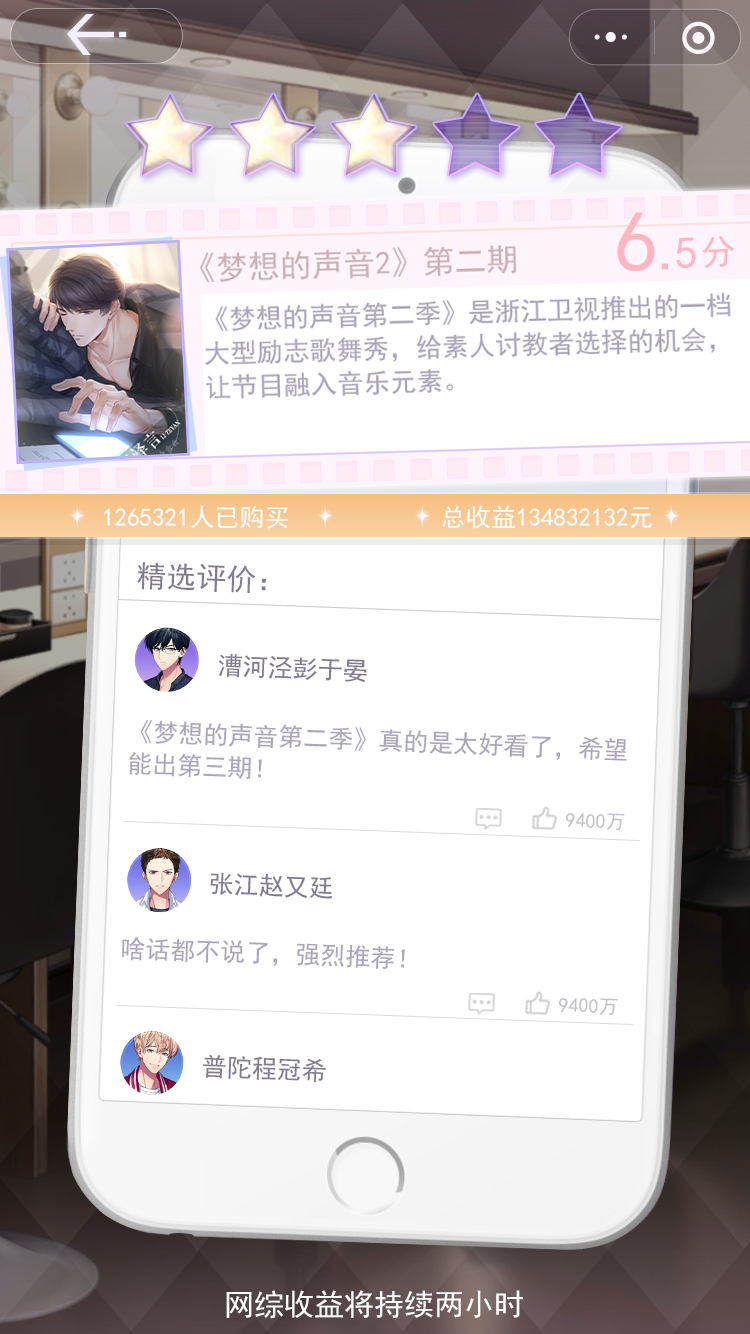 《梦想的声音2》第二期
6.5分
《梦想的声音第二季》是浙江卫视推出的一档
大型励志歌舞秀，给素人讨教者选择的机会，
让节目融入音乐元素。
1265321人已购买
总收益134832132元
精选评价：
漕河泾彭于晏
《梦想的声音第二季》真的是太好看了，希望
能出第三期！
9400万
张江赵又廷
啥话都不说了，强烈推荐！
9400万
普陀程冠希
网综收益将持续两小时